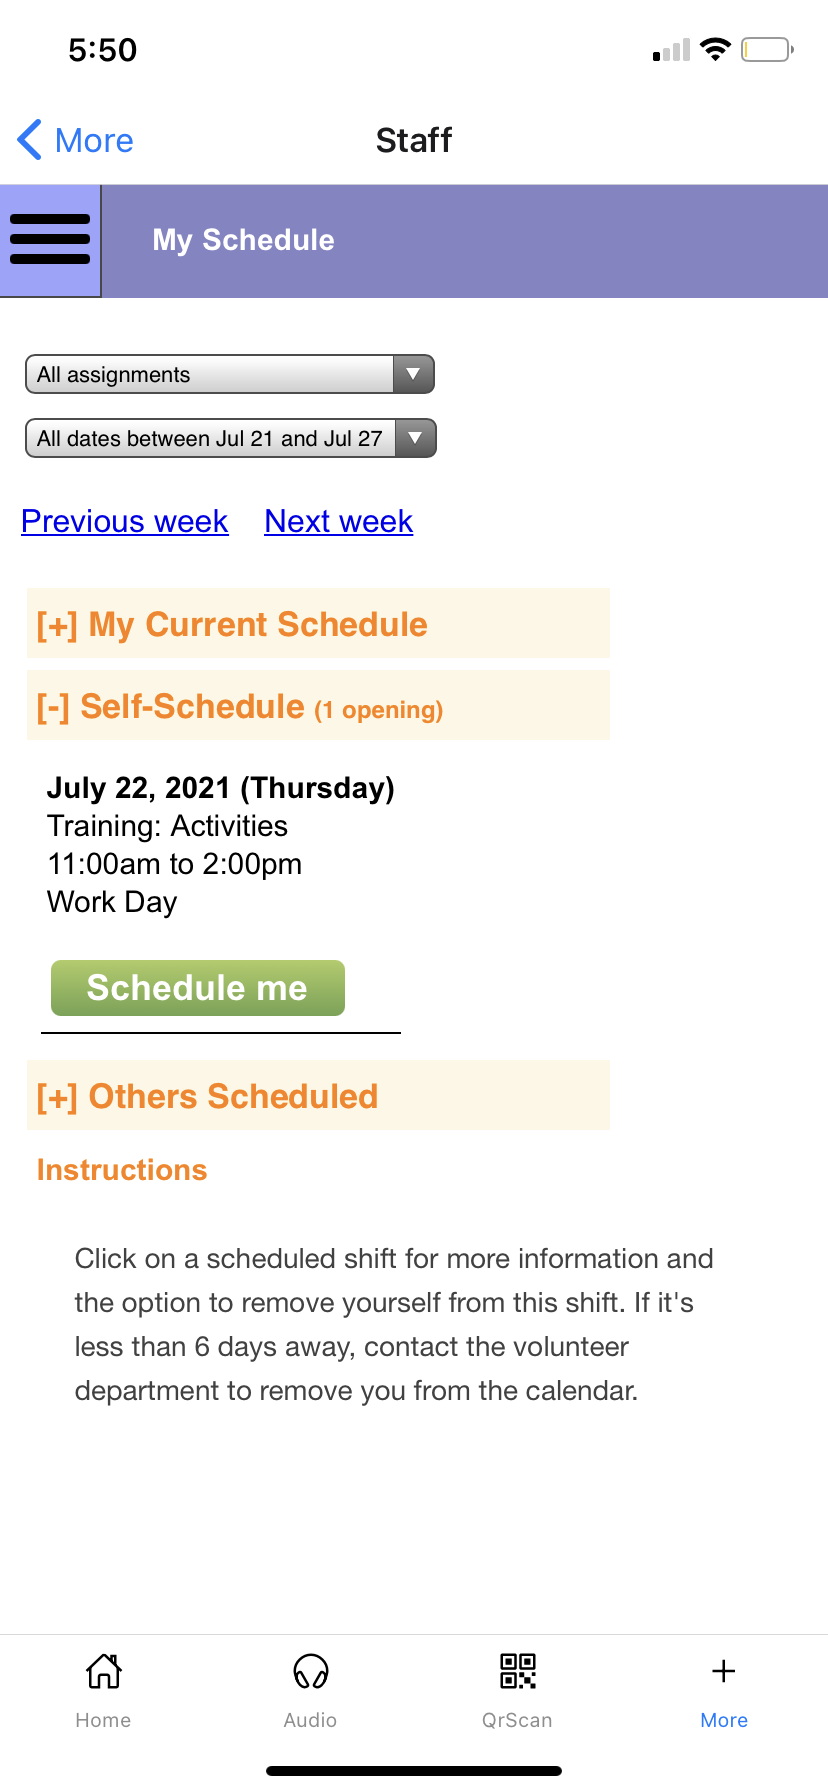 5:50
More
Staff
My Schedule
All assignments
All dates between Jul 21 and Jul 27
Previous week Next week
[+] My Current Schedule
[-] Self-Schedule (1 opening)
July 22, 2021 (Thursday)
Training: Activities
11:00am to 2:00pm
Work Day
Schedule me
[+] Others Scheduled
Instructions
Click on a scheduled shift for more information and
the option to remove yourself from this shift. If it's
less than 6 days away, contact the volunteer
department to remove you from the calendar.
Home Audio QrScan More